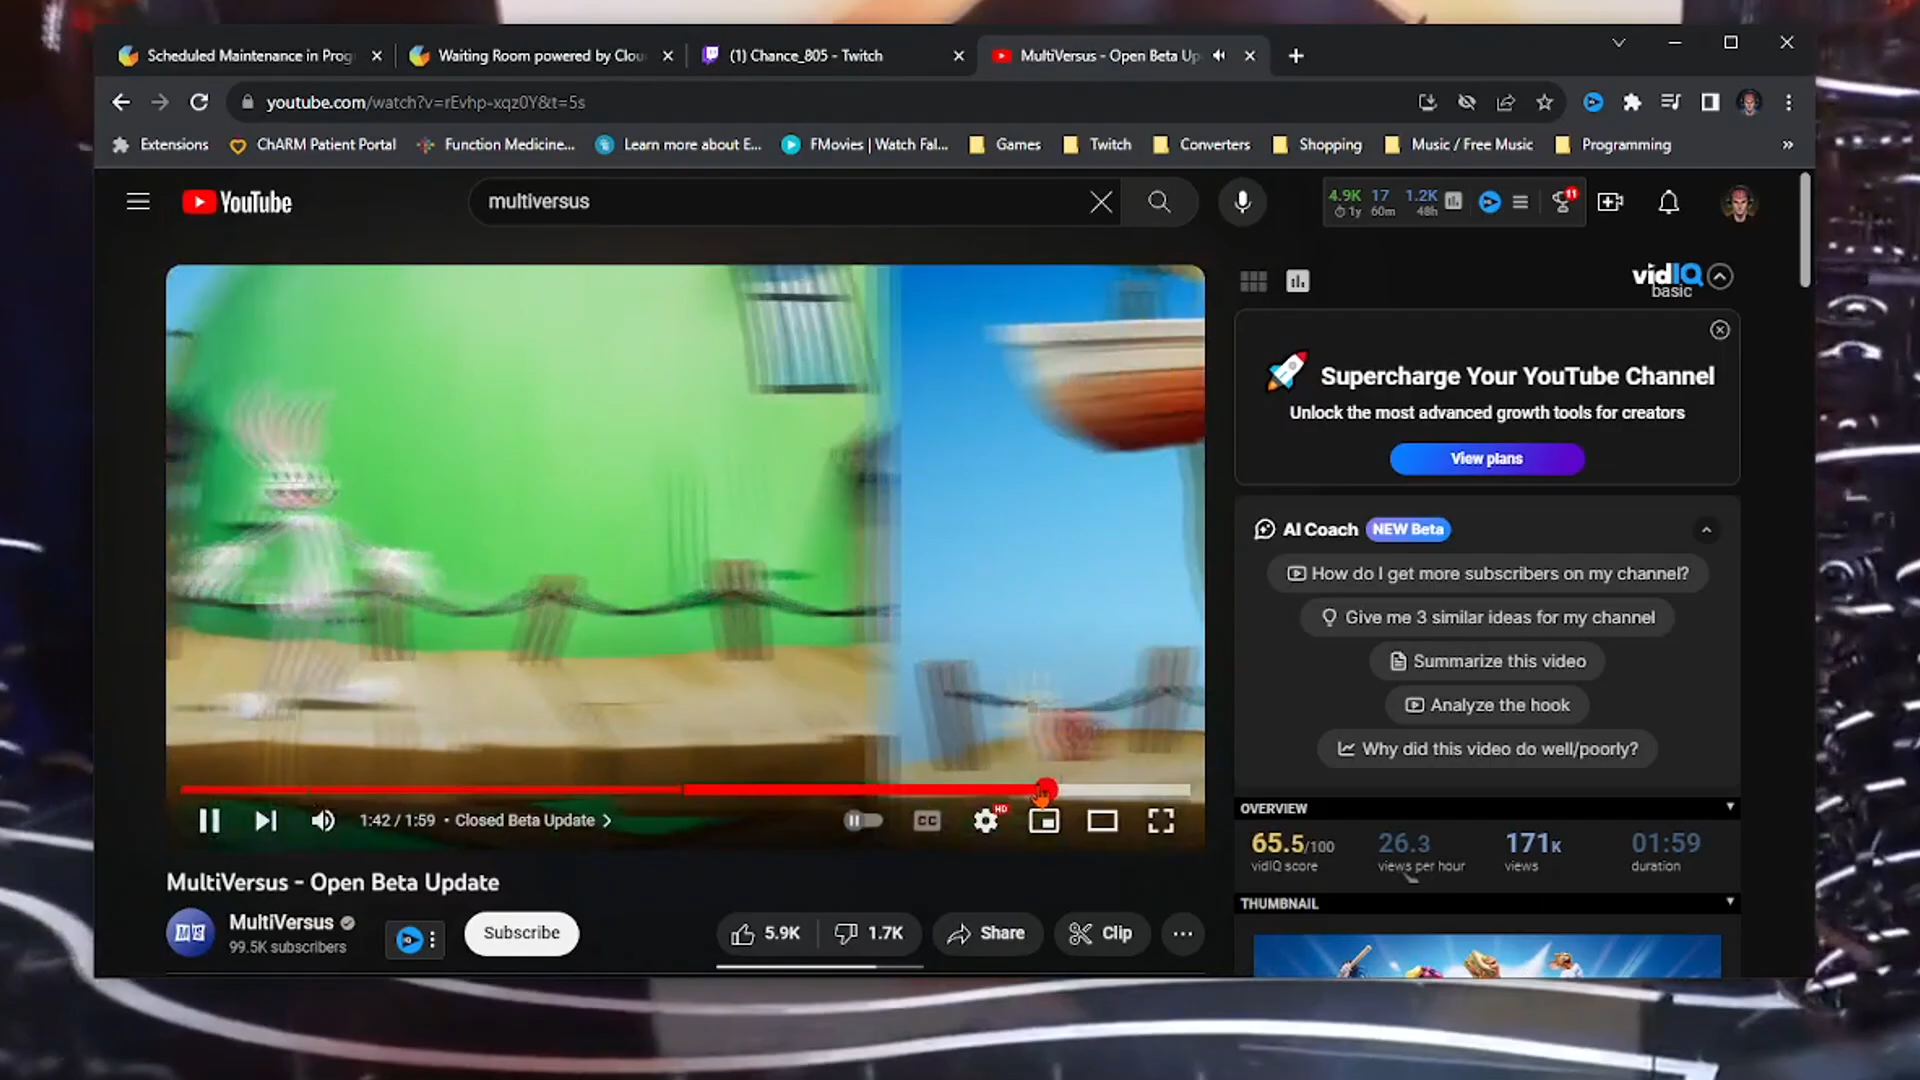 Scheduled Maintenance in Prog
Waiting Room powered by Clou
(1) Chance_805 - Twitch
MultiVersus - Open Beta Up
youtube.com/watch?v=rEvhp-xqz0Y&t=5s
Extensions
ChARM Patient Portal
Function Medicine...
Learn more about E...
FMovies | Watch Fal...
Games
Twitch
Converters
Shopping
Music / Free Music
Programming
YouTube
multiversus
4.9K 17 1.2K
1y 60m 48h
11
vidIQ
basic
Supercharge Your YouTube Channel
Unlock the most advanced growth tools for creators
View plans
AI Coach NEW Beta
How do I get more subscribers on my channel?
Give me 3 similar ideas for my channel
Summarize this video
Analyze the hook
Why did this video do well/poorly?
1:42 / 1:59 • Closed Beta Update
CC
HD
OVERVIEW
65.5/100 26.3 171K 01:59
vidIQ score views per hour views duration
THUMBNAIL
MultiVersus - Open Beta Update
MS
MultiVersus
99.5K subscribers
Subscribe
5.9K
1.7K
Share
Clip